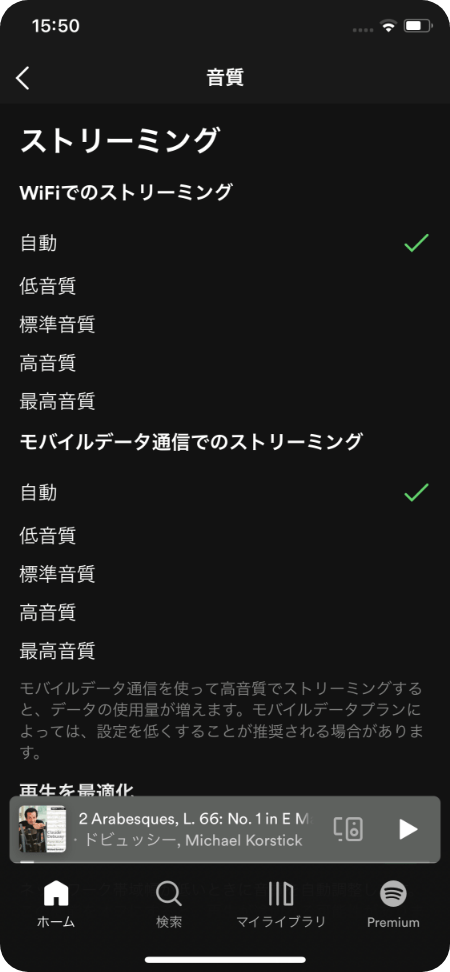 15:50
音質
ストリーミング
WiFiでのストリーミング
自動
低音質
標準音質
高音質
最高音質
モバイルデータ通信でのストリーミング
自動
低音質
標準音質
高音質
最高音質
モバイルデータ通信を使って高音質でストリーミングする
と、データの使用量が増えます。モバイルデータプランに
よっては、設定を低くすることが推奨される場合がありま
す。
再生を最適化
2 Arabesques, L. 66: No. 1 in E M
· ドビュッシー, Michael Korstick
ホーム
検索
マイライブラリ
Premium